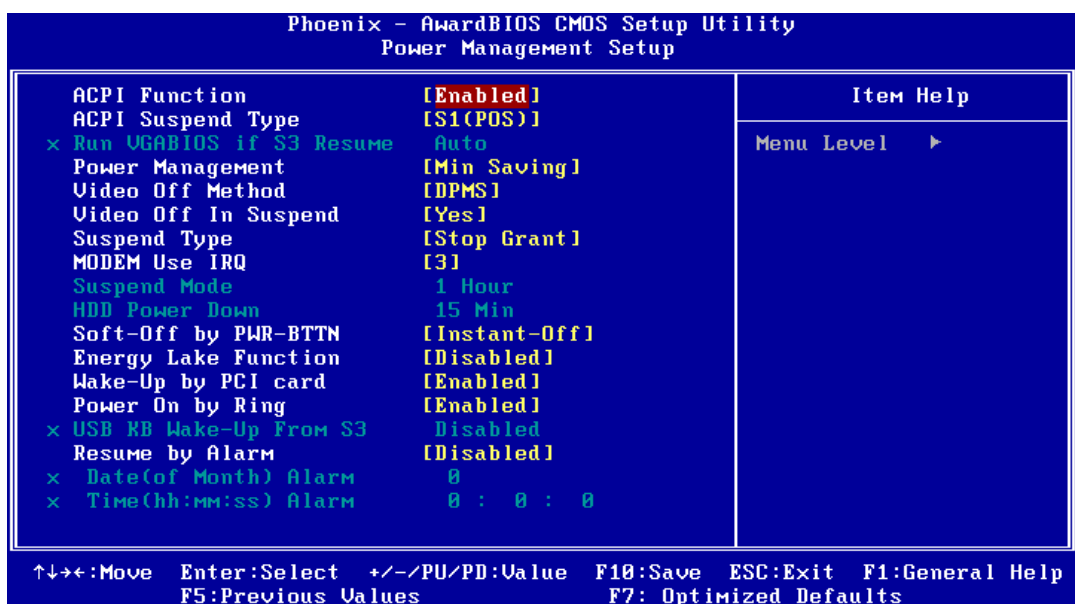 Phoenix - AwardBIOS CMOS Setup Utility
Power Management Setup
ACPI Function [Enabled]
ACPI Suspend Type [S1(POS)]
x Run VGABIOS if S3 Resume Auto
Power Management [Min Saving]
Video Off Method [DPMS]
Video Off In Suspend [Yes]
Suspend Type [Stop Grant]
MODEM Use IRQ [3]
Suspend Mode 1 Hour
HDD Power Down 15 Min
Soft-Off by PWR-BTTN [Instant-Off]
Energy Lake Function [Disabled]
Wake-Up by PCI card [Enabled]
Power On by Ring [Enabled]
x USB KB Wake-Up From S3 Disabled
Resume by Alarm [Disabled]
x Date(of Month) Alarm 0
x Time(hh:mm:ss) Alarm 0 : 0 : 0
Item Help
Menu Level ►
↑↓→←:Move Enter:Select +/-/PU/PD:Value F10:Save ESC:Exit F1:General Help
F5:Previous Values F7: Optimized Defaults